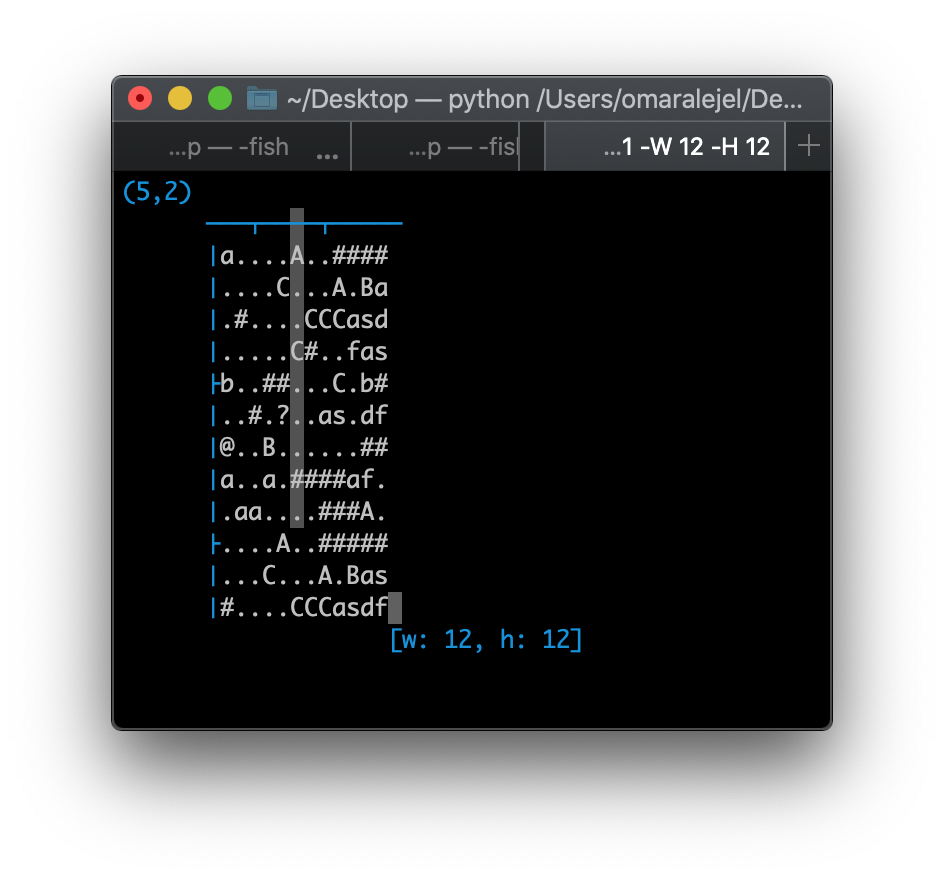 ~/Desktop — python /Users/omaralejel/De...
...p — -fish ... ...p — -fisl ...1 -W 12 -H 12 +
(5,2)
───┬────┬─────
|a....A..####
|....C...A.Ba
|.#....CCCasd
|.....C#..fas
├b..##...C.b#
|..#.?..as.df
|@..B......##
|a..a.####af.
|.aa....###A.
├....A..#####
|...C...A.Bas
|#....CCCasdf
[w: 12, h: 12]